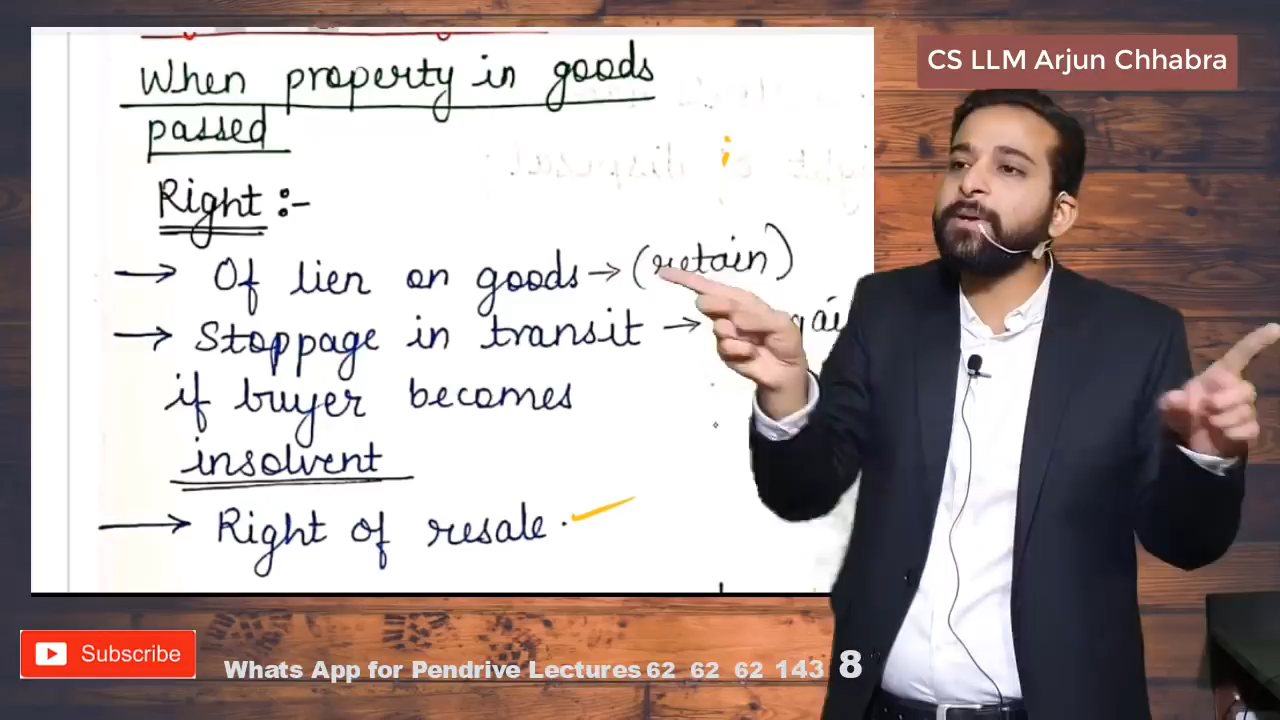 CS LLM Arjun Chhabra
When property in goods
passed
Right :-
→ Of lien on goods → (retain)
→ Stoppage in transit →
if buyer becomes
insolvent
→ Right of resale.
Subscribe
Whats App for Pendrive Lectures 62 62 62 143 8